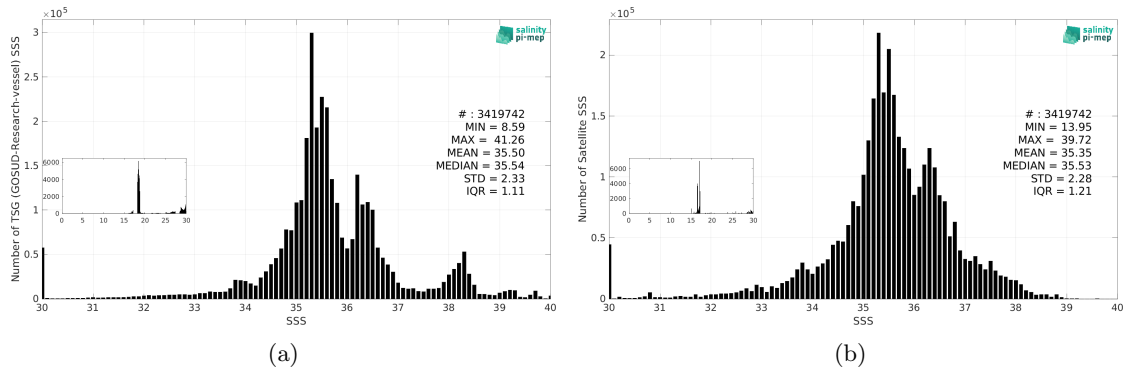 ×10^5
salinity
pi-mep
Number of TSG (GOSUD-Research-vessel) SSS
3
2.5
2
1.5
1
0.5
0
# : 3419742
MIN = 8.59
MAX = 41.26
MEAN = 35.50
MEDIAN = 35.54
STD = 2.33
IQR = 1.11
6000
4000
2000
0
0 5 10 15 20 25 30
30 31 32 33 34 35 36 37 38 39 40
SSS
(a)
×10^5
salinity
pi-mep
Number of Satellite SSS
2
1.5
1
0.5
0
# : 3419742
MIN = 13.95
MAX = 39.72
MEAN = 35.35
MEDIAN = 35.53
STD = 2.28
IQR = 1.21
6000
4000
2000
0
0 5 10 15 20 25 30
30 31 32 33 34 35 36 37 38 39 40
SSS
(b)